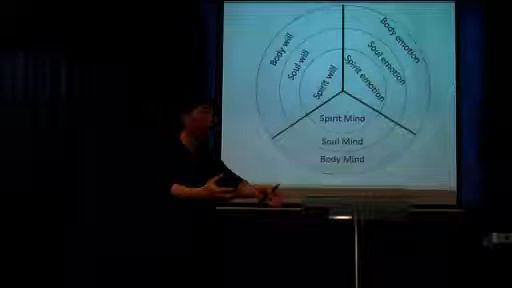 Body will
Soul will
Spirit will
Body emotion
Soul emotion
Spirit emotion
Spirit Mind
Soul Mind
Body Mind